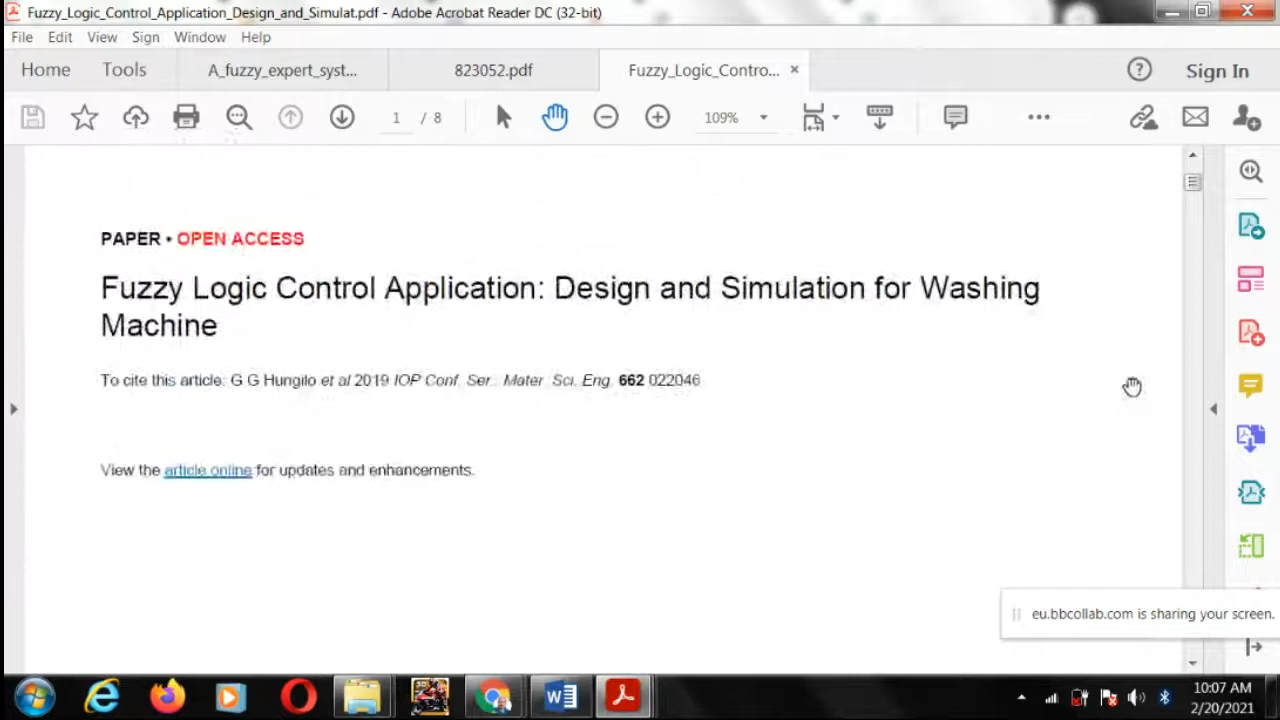 Fuzzy_Logic_Control_Application_Design_and_Simulat.pdf - Adobe Acrobat Reader DC (32-bit)
File Edit View Sign Window Help
Home Tools A_fuzzy_expert_syst... 823052.pdf Fuzzy_Logic_Contro... × Sign In
1 / 8 109%
PAPER • OPEN ACCESS
Fuzzy Logic Control Application: Design and Simulation for Washing
Machine
To cite this article: G G Hungilo et al 2019 IOP Conf. Ser.: Mater. Sci. Eng. 662 022046
View the article online for updates and enhancements.
eu.bbcollab.com is sharing your screen.
10:07 AM
2/20/2021